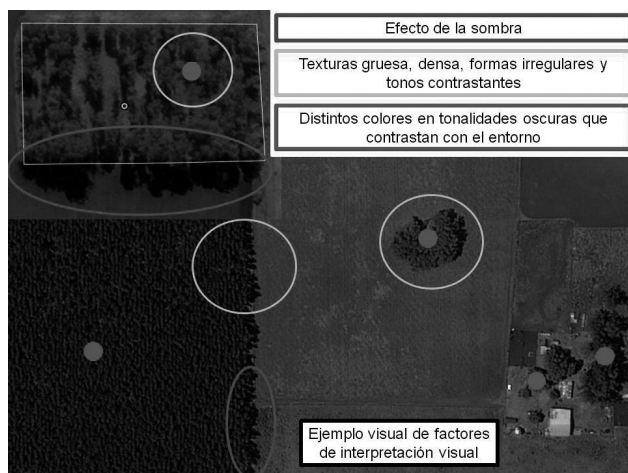 Efecto de la sombra
Texturas gruesa, densa, formas irregulares y
tonos contrastantes
Distintos colores en tonalidades oscuras que
contrastan con el entorno
Ejemplo visual de factores
de interpretación visual